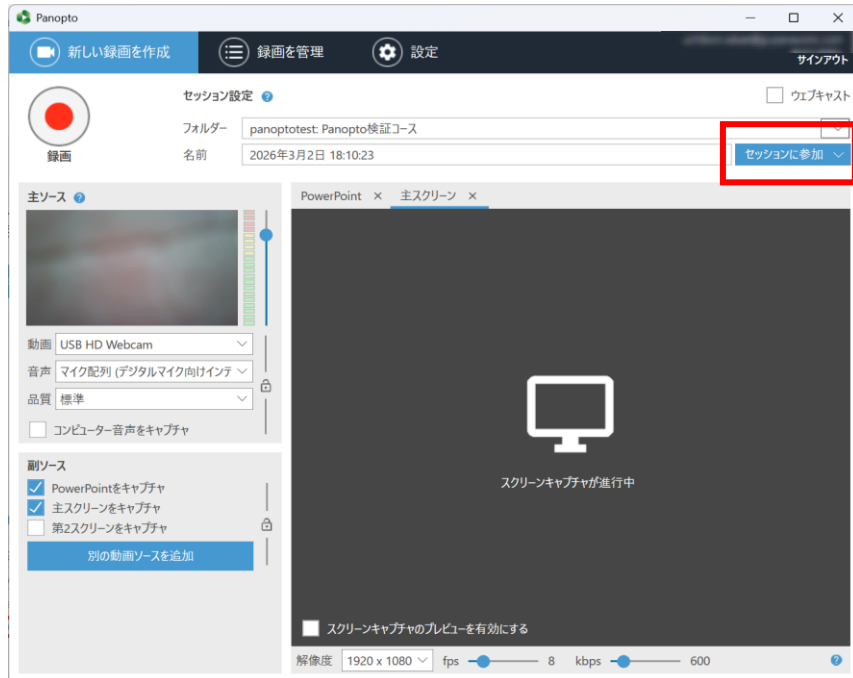 Panopto
新しい録画を作成 録画を管理 設定
サインアウト
セッション設定 ? ウェブキャスト
フォルダー panoptotest: Panopto検証コース
録画 名前 2026年3月2日 18:10:23 セッションに参加
主ソース ? PowerPoint × 主スクリーン ×
動画 USB HD Webcam
音声 マイク配列 (デジタルマイク向けインテ
品質 標準
コンピューター音声をキャプチャ
副ソース
PowerPointをキャプチャ
主スクリーンをキャプチャ
第2スクリーンをキャプチャ
別の動画ソースを追加
スクリーンキャプチャが進行中
スクリーンキャプチャのプレビューを有効にする
解像度 1920 x 1080 fps 8 kbps 600 ?